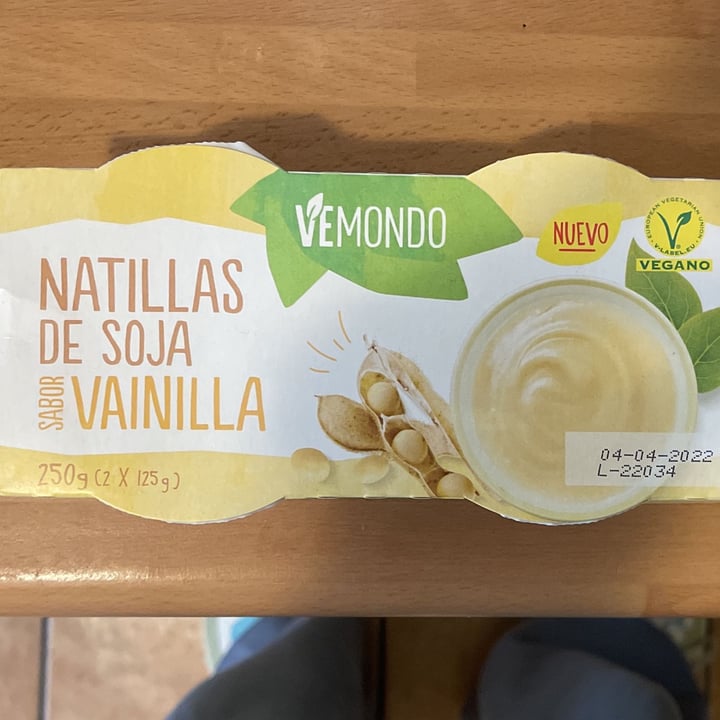 VEMONDO
NUEVO
EUROPEAN VEGETARIAN UNION
V-LABEL.EU
VEGANO
NATILLAS
DE SOJA
SABOR VAINILLA
250g (2 X 125g)
04-04-2022
L-22034